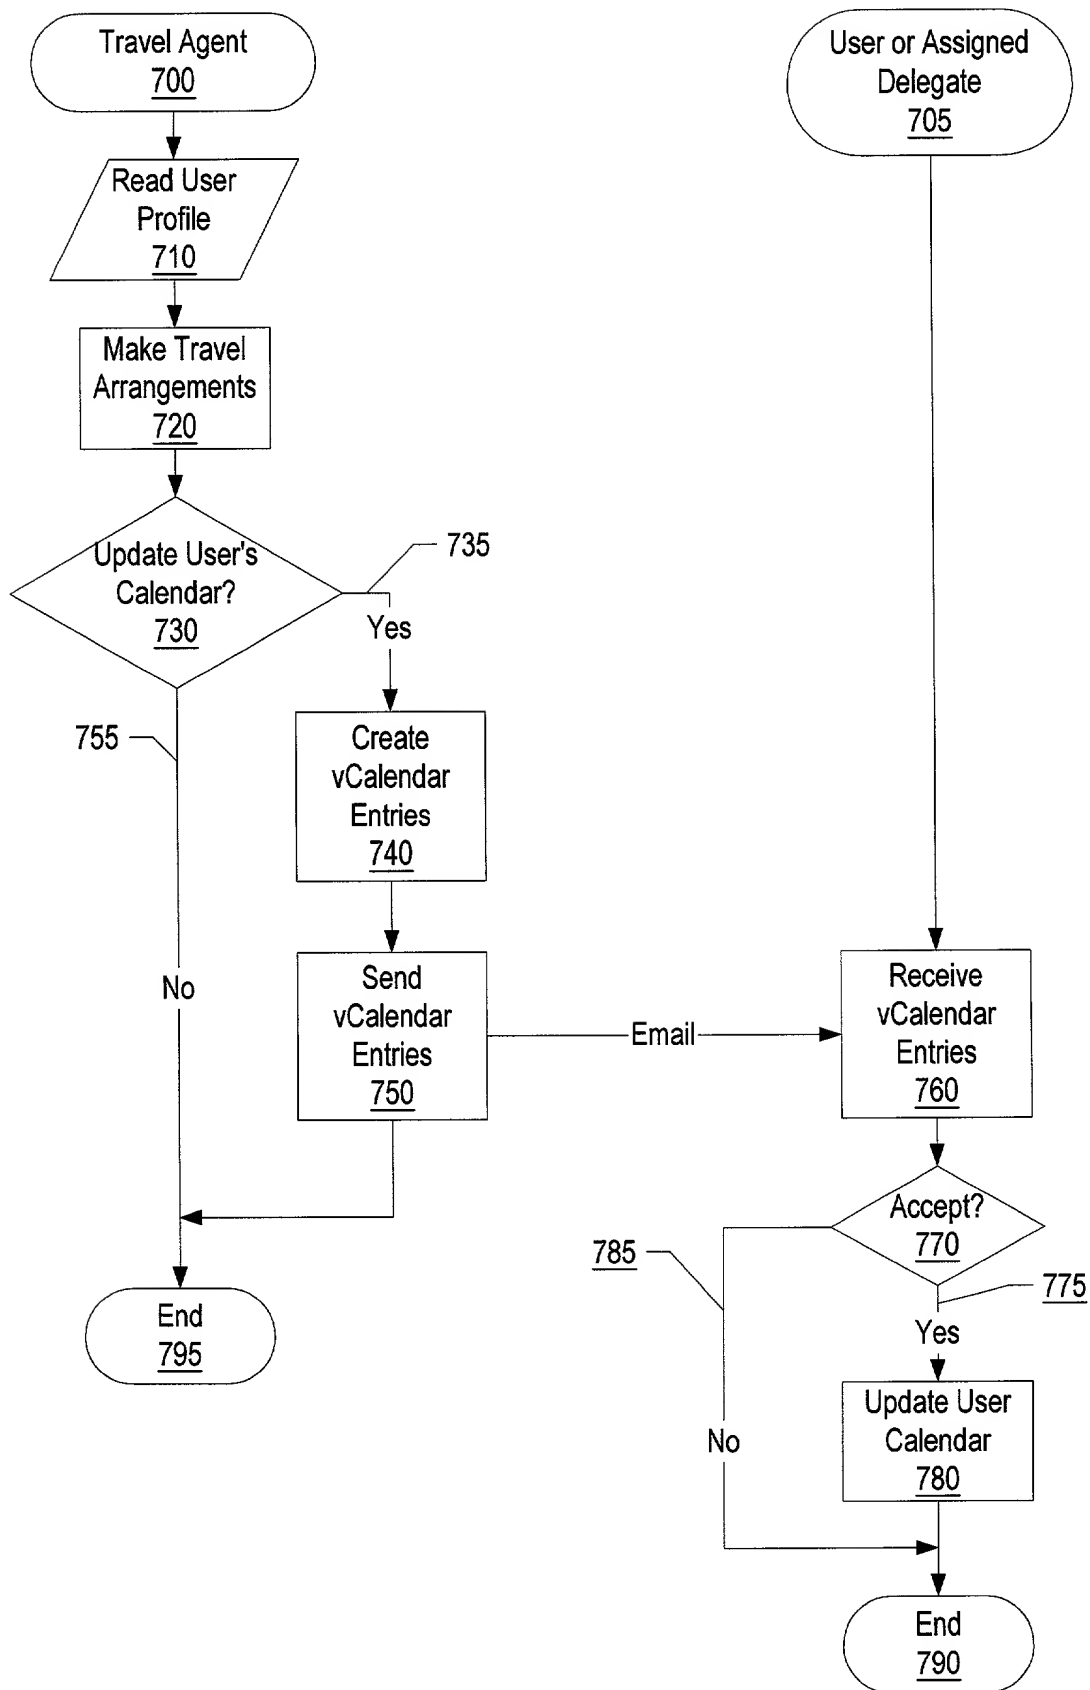 Travel Agent
700
User or Assigned
Delegate
705
Read User
Profile
710
Make Travel
Arrangements
720
Update User's
Calendar?
730
735
Yes
755
Create
vCalendar
Entries
740
No
Send
vCalendar
Entries
750
Email
Receive
vCalendar
Entries
760
Accept?
770
785
775
Yes
End
795
Update User
Calendar
780
No
End
790